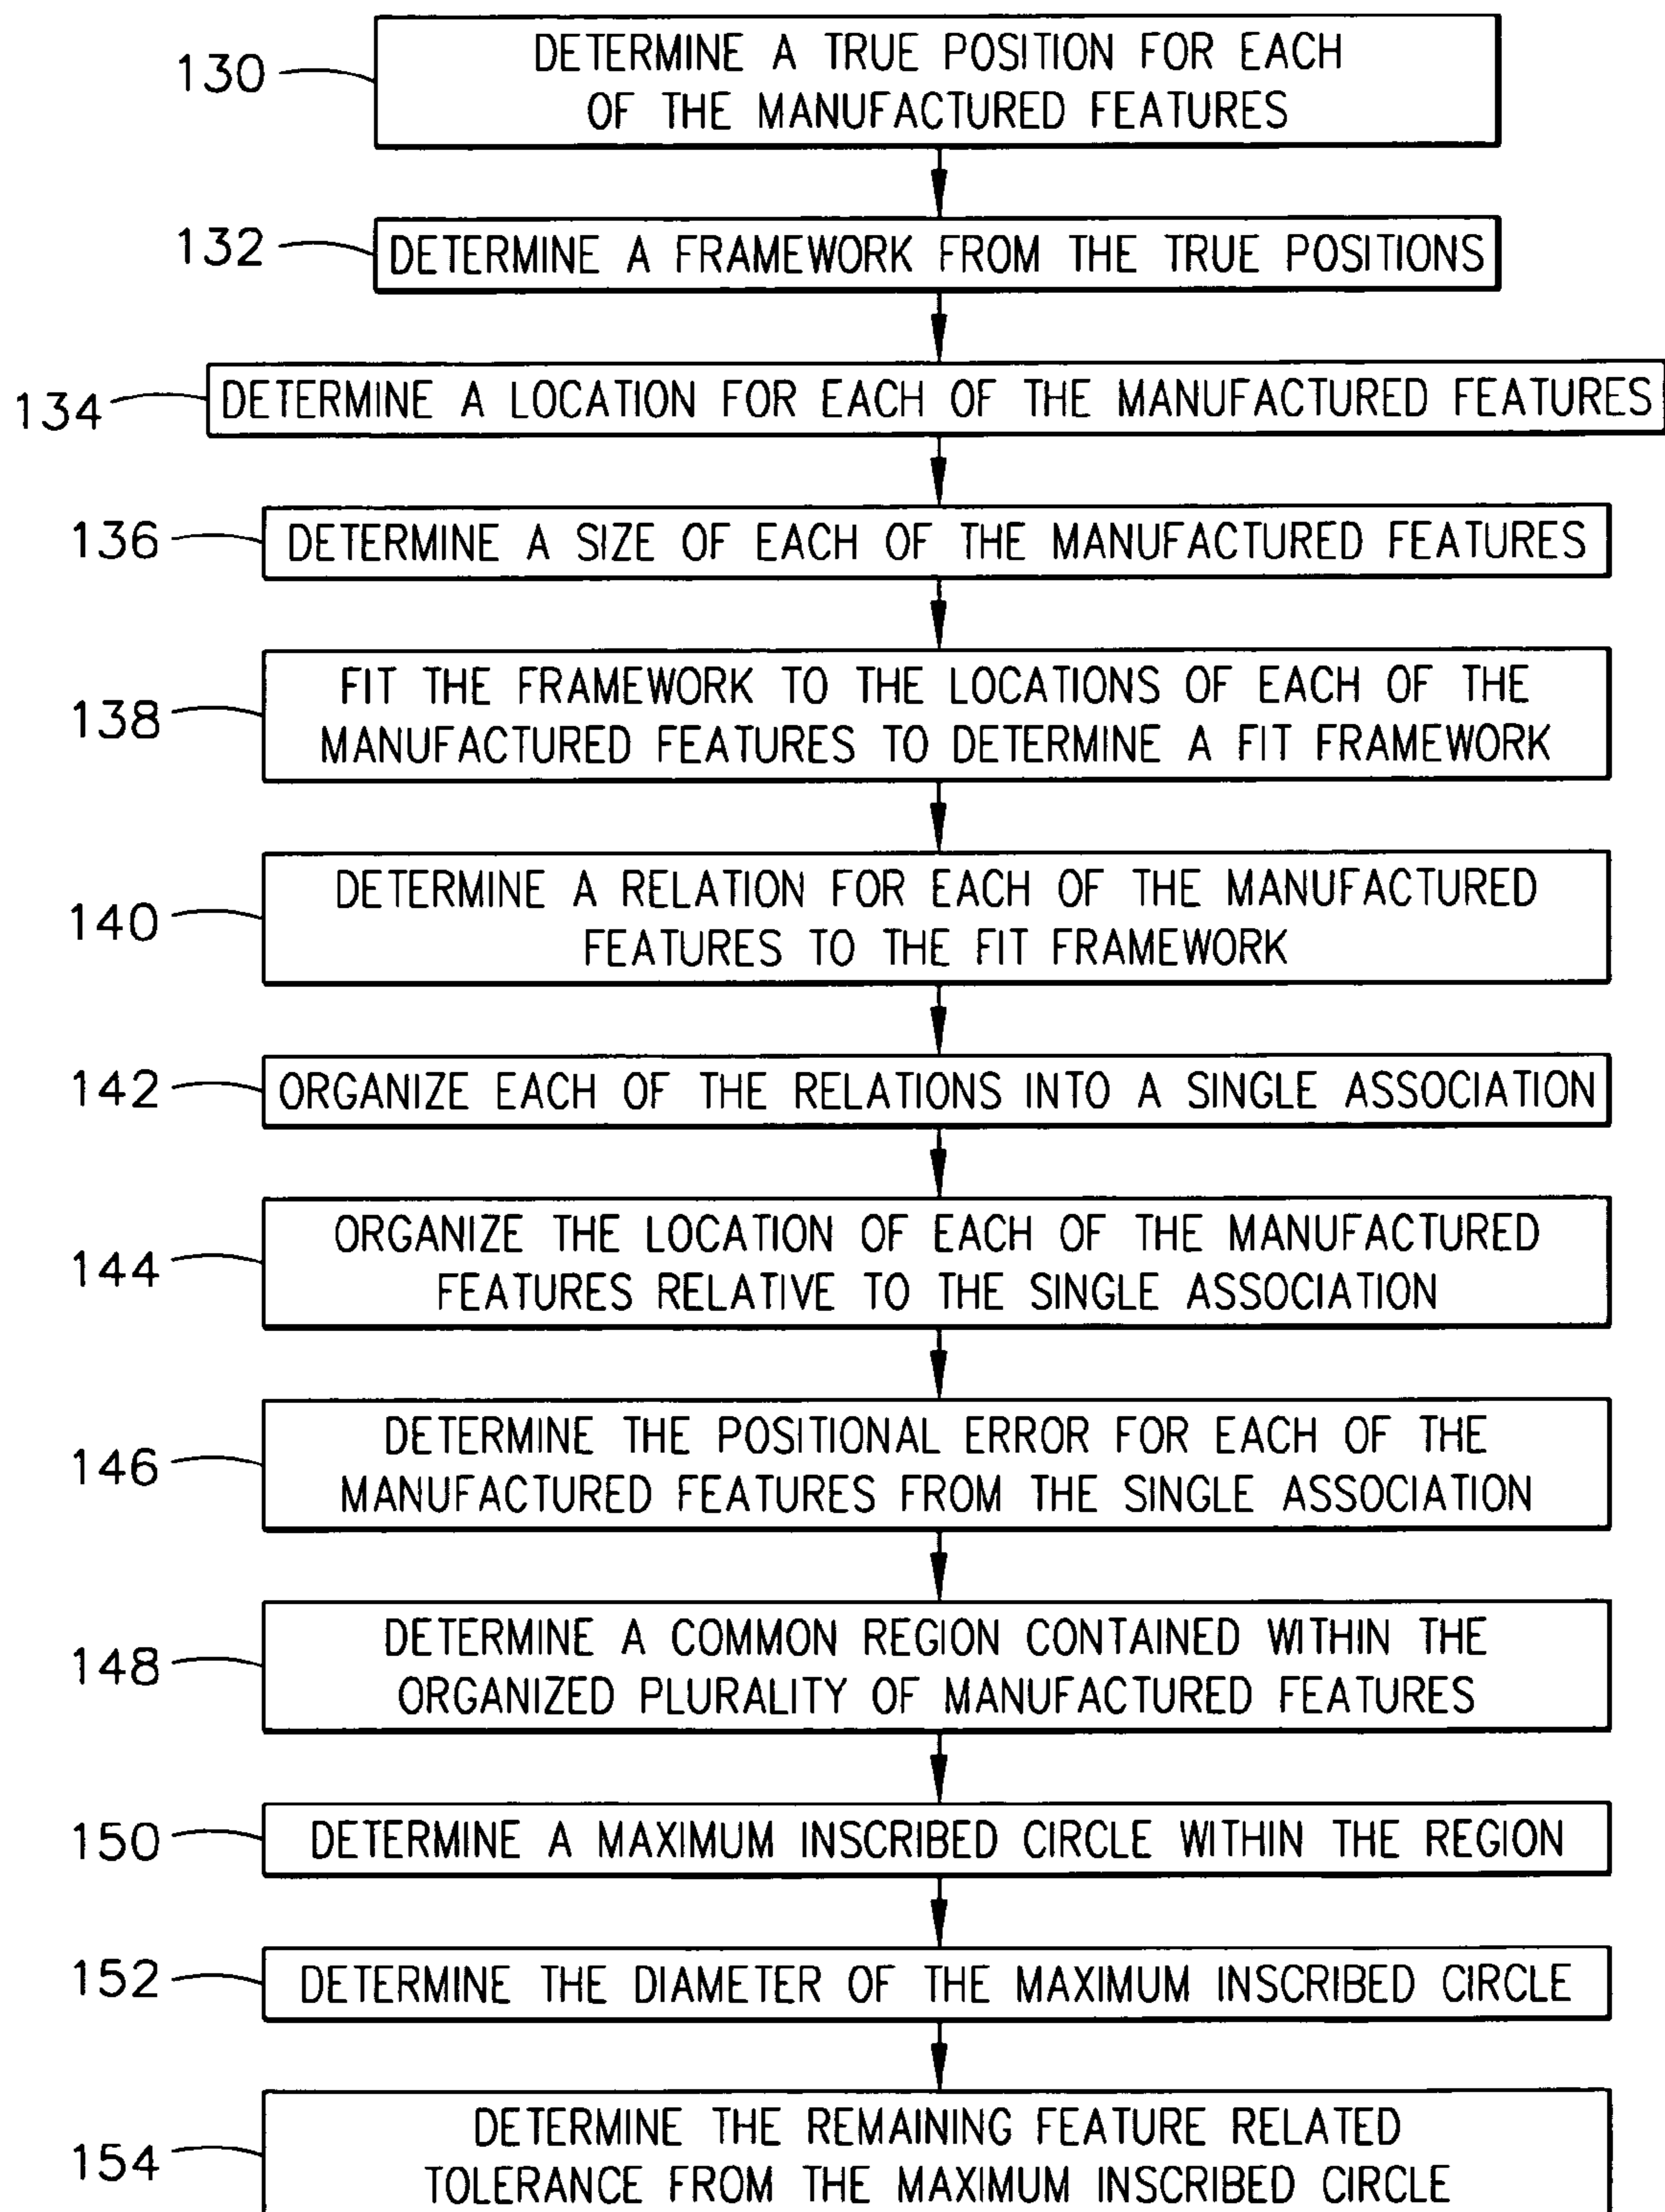 130
DETERMINE A TRUE POSITION FOR EACH
OF THE MANUFACTURED FEATURES
132
DETERMINE A FRAMEWORK FROM THE TRUE POSITIONS
134
DETERMINE A LOCATION FOR EACH OF THE MANUFACTURED FEATURES
136
DETERMINE A SIZE OF EACH OF THE MANUFACTURED FEATURES
138
FIT THE FRAMEWORK TO THE LOCATIONS OF EACH OF THE
MANUFACTURED FEATURES TO DETERMINE A FIT FRAMEWORK
140
DETERMINE A RELATION FOR EACH OF THE MANUFACTURED
FEATURES TO THE FIT FRAMEWORK
142
ORGANIZE EACH OF THE RELATIONS INTO A SINGLE ASSOCIATION
144
ORGANIZE THE LOCATION OF EACH OF THE MANUFACTURED
FEATURES RELATIVE TO THE SINGLE ASSOCIATION
146
DETERMINE THE POSITIONAL ERROR FOR EACH OF THE
MANUFACTURED FEATURES FROM THE SINGLE ASSOCIATION
148
DETERMINE A COMMON REGION CONTAINED WITHIN THE
ORGANIZED PLURALITY OF MANUFACTURED FEATURES
150
DETERMINE A MAXIMUM INSCRIBED CIRCLE WITHIN THE REGION
152
DETERMINE THE DIAMETER OF THE MAXIMUM INSCRIBED CIRCLE
154
DETERMINE THE REMAINING FEATURE RELATED
TOLERANCE FROM THE MAXIMUM INSCRIBED CIRCLE